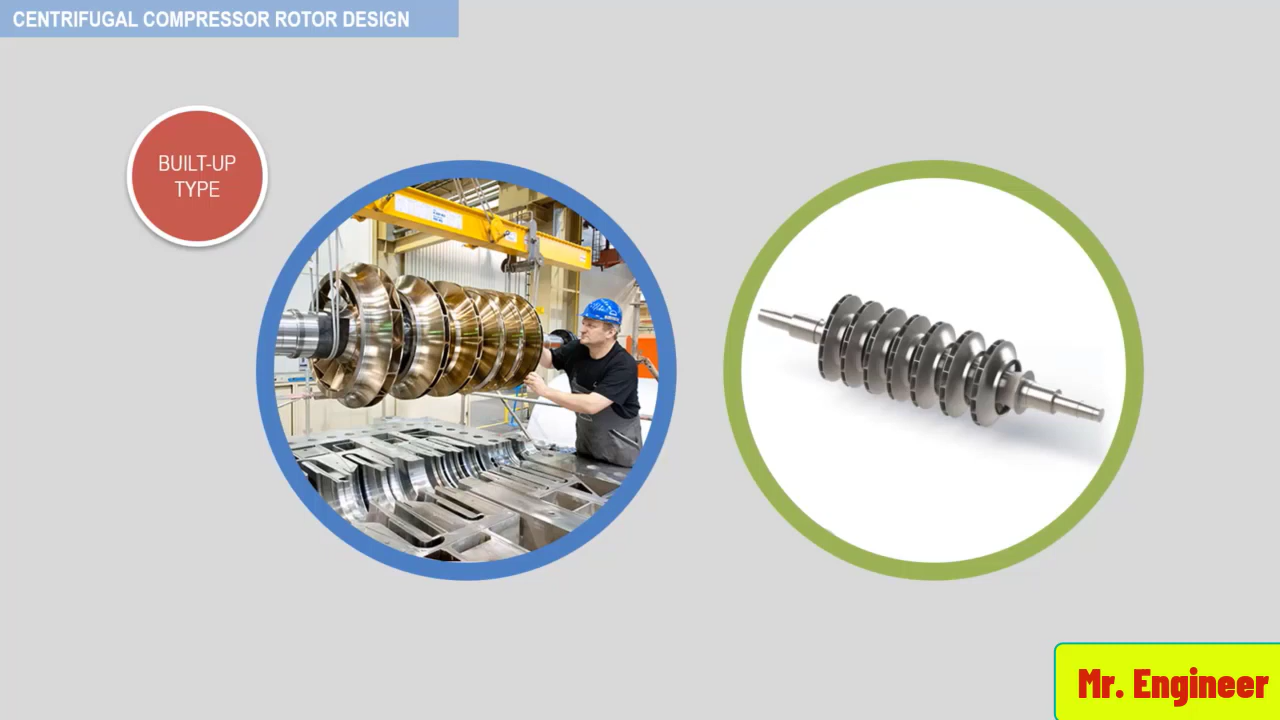 CENTRIFUGAL COMPRESSOR ROTOR DESIGN
BUILT-UP
TYPE
Mr. Engineer